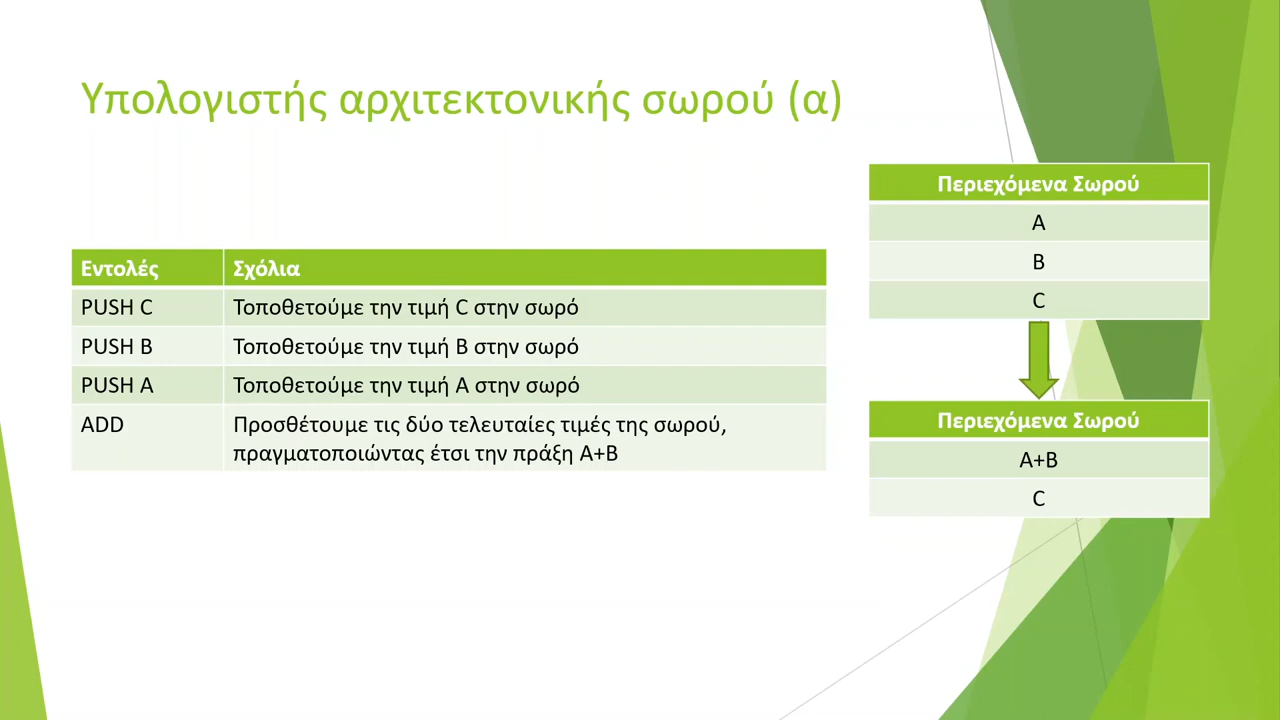 Υπολογιστής αρχιτεκτονικής σωρού (α)
Εντολές Σχόλια
PUSH C Τοποθετούμε την τιμή C στην σωρό
PUSH B Τοποθετούμε την τιμή B στην σωρό
PUSH A Τοποθετούμε την τιμή A στην σωρό
ADD Προσθέτουμε τις δύο τελευταίες τιμές της σωρού,
πραγματοποιώντας έτσι την πράξη A+B
Περιεχόμενα Σωρού
A
B
C
Περιεχόμενα Σωρού
A+B
C